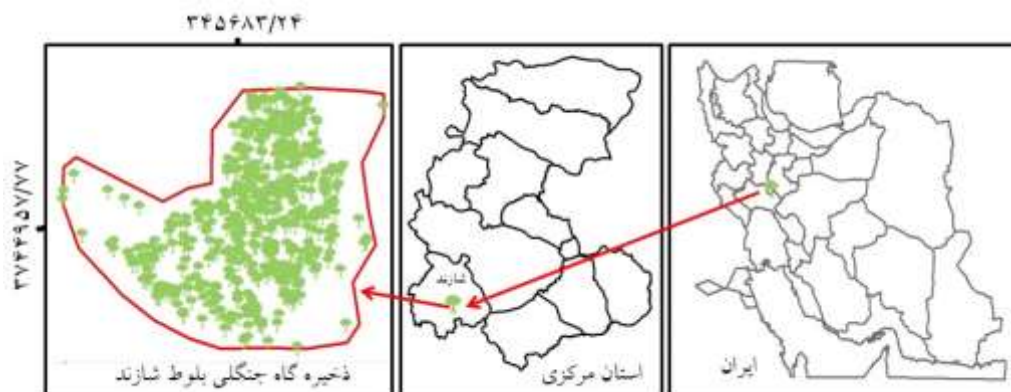 ۳۴۵۶۸۳/۲۴
۳۷۴۴۹۵۷/۷۷
شازند
ایران
استان مرکزی
ذخیره گاه جنگلی بلوط شازند